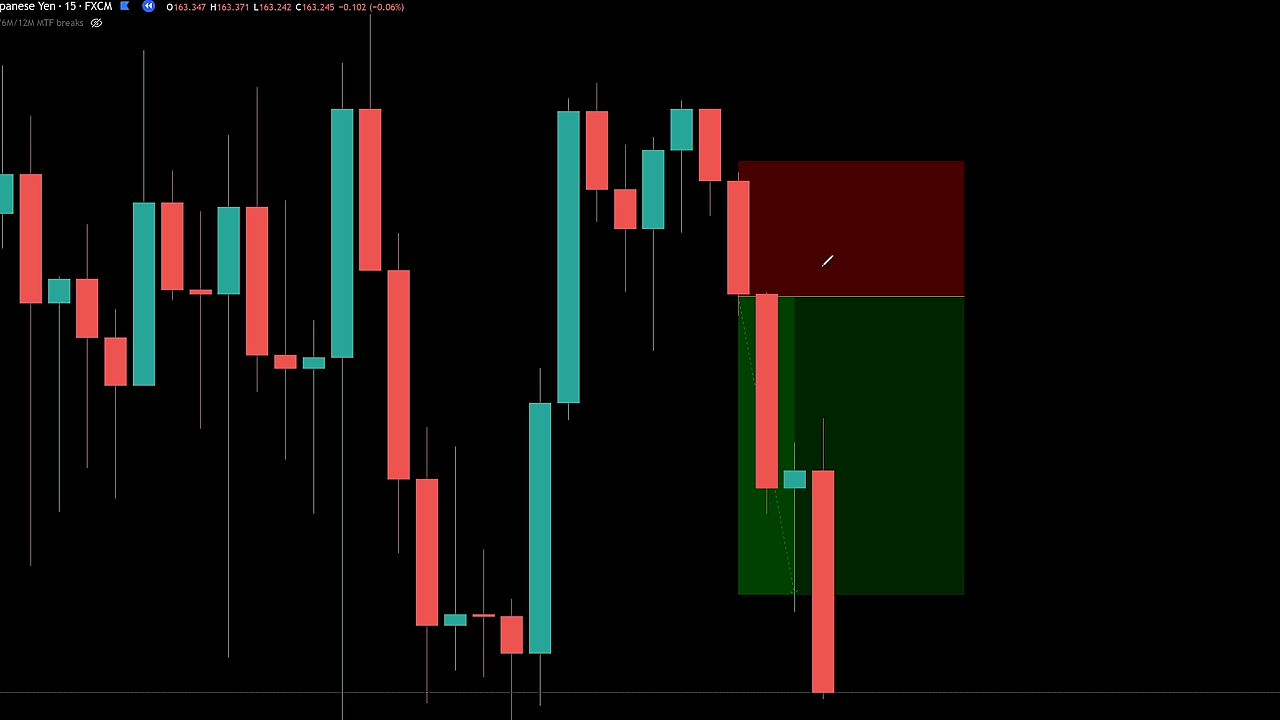 panese Yen · 15 · FXCM O163.347 H163.371 L163.242 C163.245 −0.102 (−0.06%)
/6M/12M MTF breaks